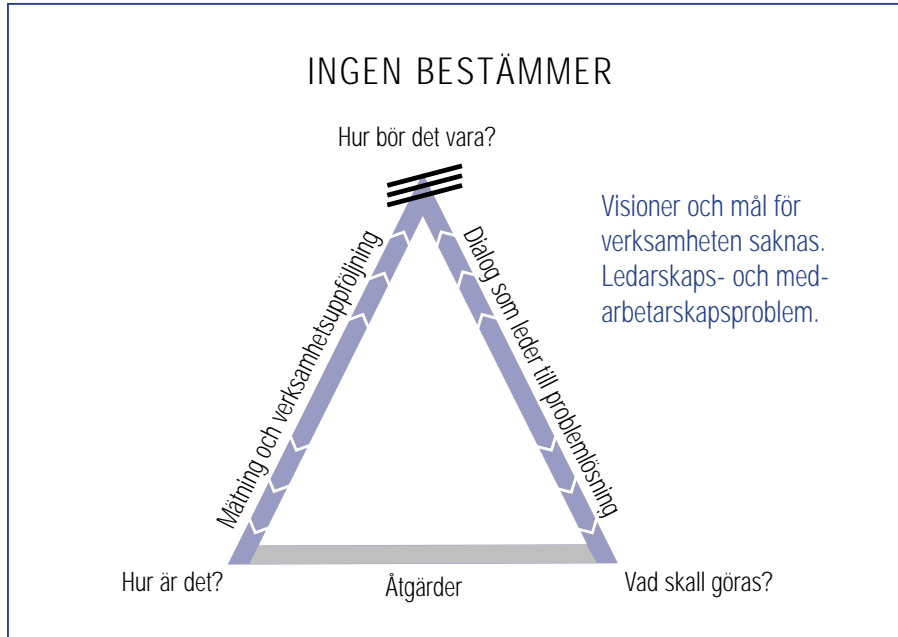 INGEN BESTÄMMER
Hur bör det vara?
Visioner och mål för
verksamheten saknas.
Ledarskaps- och med-
arbetarskapsproblem.
Mätning och verksamhetsuppföljning
Dialog som leder till problemlösning
Hur är det?
Åtgärder
Vad skall göras?